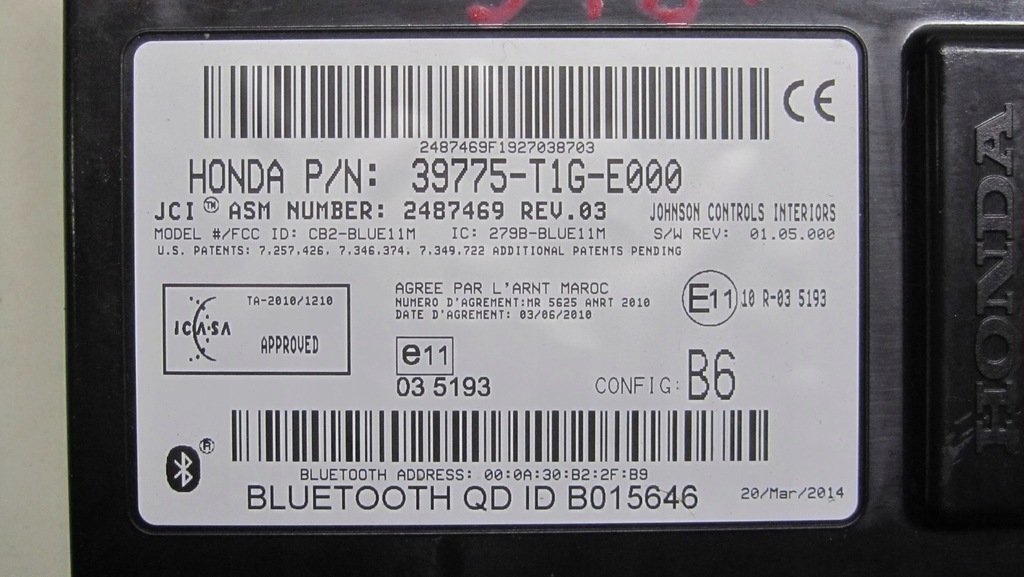 CE
2487469F1927038703
HONDA P/N: 39775-T1G-E000
JCI™ ASM NUMBER: 2487469 REV.03 JOHNSON CONTROLS INTERIORS
MODEL #/FCC ID: CB2-BLUE11M IC: 279B-BLUE11M S/W REV: 01.05.000
U.S. PATENTS: 7,257,426, 7,346,374, 7,349,722 ADDITIONAL PATENTS PENDING
TA-2010/1210
ICASA
APPROVED
AGREE PAR L'ARNT MAROC
NUMERO D'AGREMENT:MR 5625 ANRT 2010
DATE D'AGREMENT: 03/06/2010
E11 10 R-03 5193
e11
03 5193
CONFIG: B6
®
BLUETOOTH ADDRESS: 00:0A:30:B2:2F:B9
BLUETOOTH QD ID B015646
20/Mar/2014
HONDA